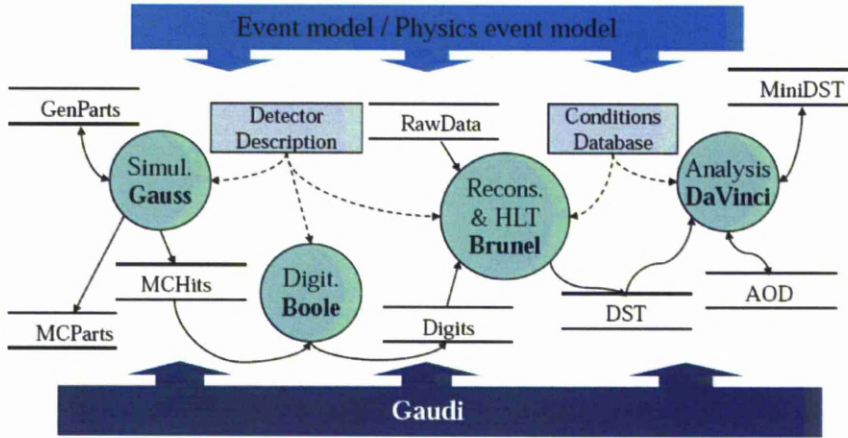 Event model / Physics event model
GenParts
Detector
Description
RawData
Conditions
Database
MiniDST
Simul.
Gauss
Recons.
& HLT
Brunel
Analysis
DaVinci
MCHits
Digit.
Boole
MCParts
Digits
DST
AOD
Gaudi